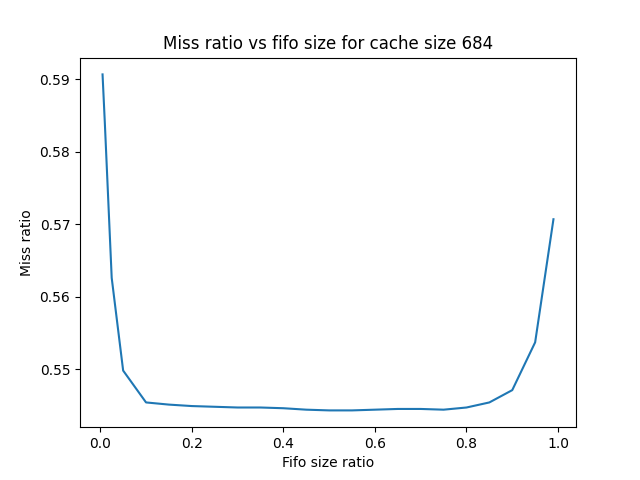 Miss ratio vs fifo size for cache size 684
Miss ratio
0.59
0.58
0.57
0.56
0.55
0.0 0.2 0.4 0.6 0.8 1.0
Fifo size ratio